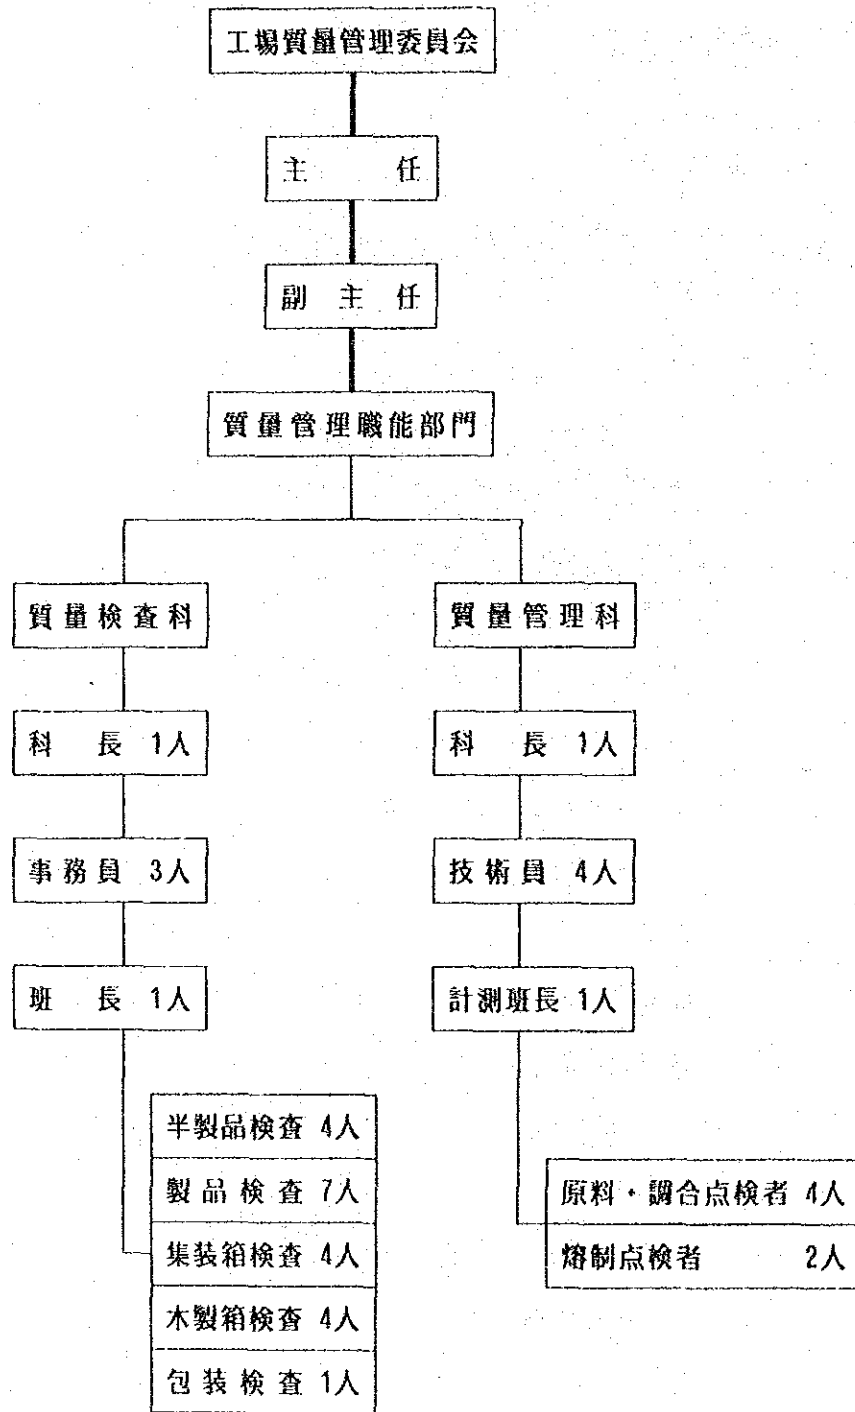 工場質量管理委員会
主 任
副 主 任
質量管理職能部門
質量検査科
科 長 1人
事務員 3人
班 長 1人
半製品検査 4人
製品検査 7人
集装箱検査 4人
木製箱検査 4人
包装検査 1人
質量管理科
科 長 1人
技術員 4人
計測班長 1人
原料・調合点検者 4人
熔制点検者 2人